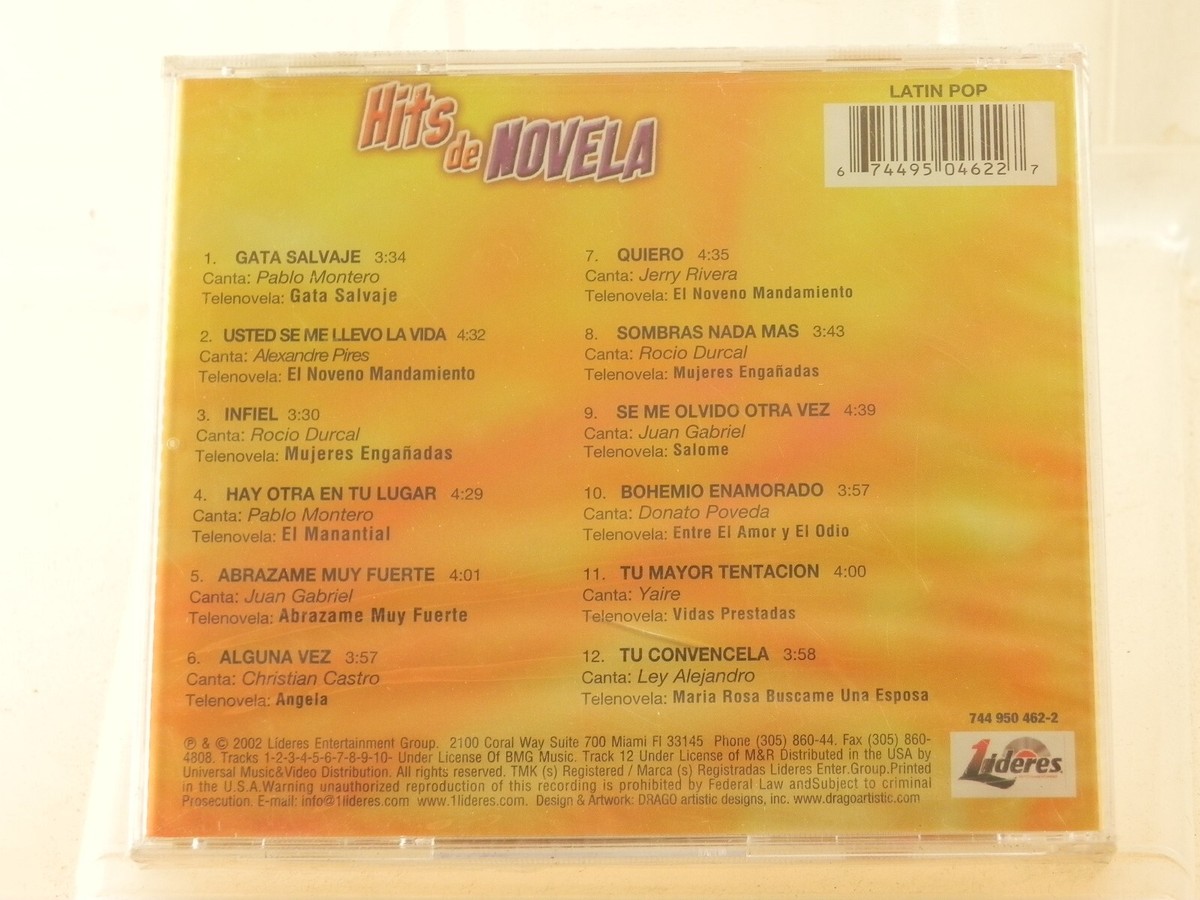 Hits de NOVELA
LATIN POP
6 74495 04622 7
1. GATA SALVAJE 3:34
Canta: Pablo Montero
Telenovela: Gata Salvaje
2. USTED SE ME LLEVO LA VIDA 4:32
Canta: Alexandre Pires
Telenovela: El Noveno Mandamiento
3. INFIEL 3:30
Canta: Rocio Durcal
Telenovela: Mujeres Engañadas
4. HAY OTRA EN TU LUGAR 4:29
Canta: Pablo Montero
Telenovela: El Manantial
5. ABRAZAME MUY FUERTE 4:01
Canta: Juan Gabriel
Telenovela: Abrazame Muy Fuerte
6. ALGUNA VEZ 3:57
Canta: Christian Castro
Telenovela: Angela
7. QUIERO 4:35
Canta: Jerry Rivera
Telenovela: El Noveno Mandamiento
8. SOMBRAS NADA MAS 3:43
Canta: Rocio Durcal
Telenovela: Mujeres Engañadas
9. SE ME OLVIDO OTRA VEZ 4:39
Canta: Juan Gabriel
Telenovela: Salome
10. BOHEMIO ENAMORADO 3:57
Canta: Donato Poveda
Telenovela: Entre El Amor y El Odio
11. TU MAYOR TENTACION 4:00
Canta: Yaire
Telenovela: Vidas Prestadas
12. TU CONVENCELA 3:58
Canta: Ley Alejandro
Telenovela: Maria Rosa Buscame Una Esposa
744 950 462-2
℗ & © 2002 Lideres Entertainment Group. 2100 Coral Way Suite 700 Miami Fl 33145 Phone (305) 860-44. Fax (305) 860-
4808. Tracks 1-2-3-4-5-6-7-8-9-10- Under License Of BMG Music. Track 12 Under License of M&R Distributed in the USA by
Universal Music&Video Distribution. All rights reserved. TMK (s) Registered / Marca (s) Registradas Lideres Enter.Group.Printed
in the U.S.A.Warning unauthorized reproduction of this recording is prohibited by Federal Law andSubject to criminal
Prosecution. E-mail: info@1lideres.com www.1lideres.com. Design & Artwork: DRAGO artistic designs, inc. www.dragoartistic.com
Lideres